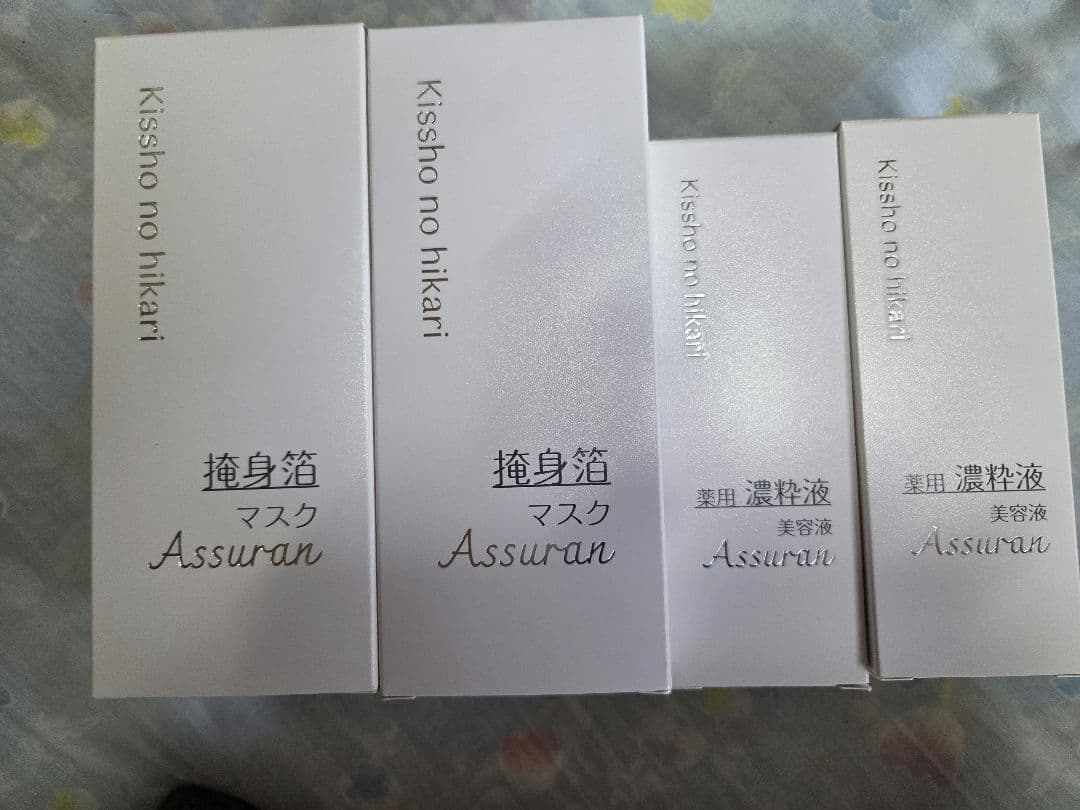 Kissho no hikari
掩身箔
マスク
Assuran
Kissho no hikari
掩身箔
マスク
Assuran
Kissho no hikari
薬用 濃粋液
美容液
Assuran
Kissho no hikari
薬用 濃粋液
美容液
Assuran